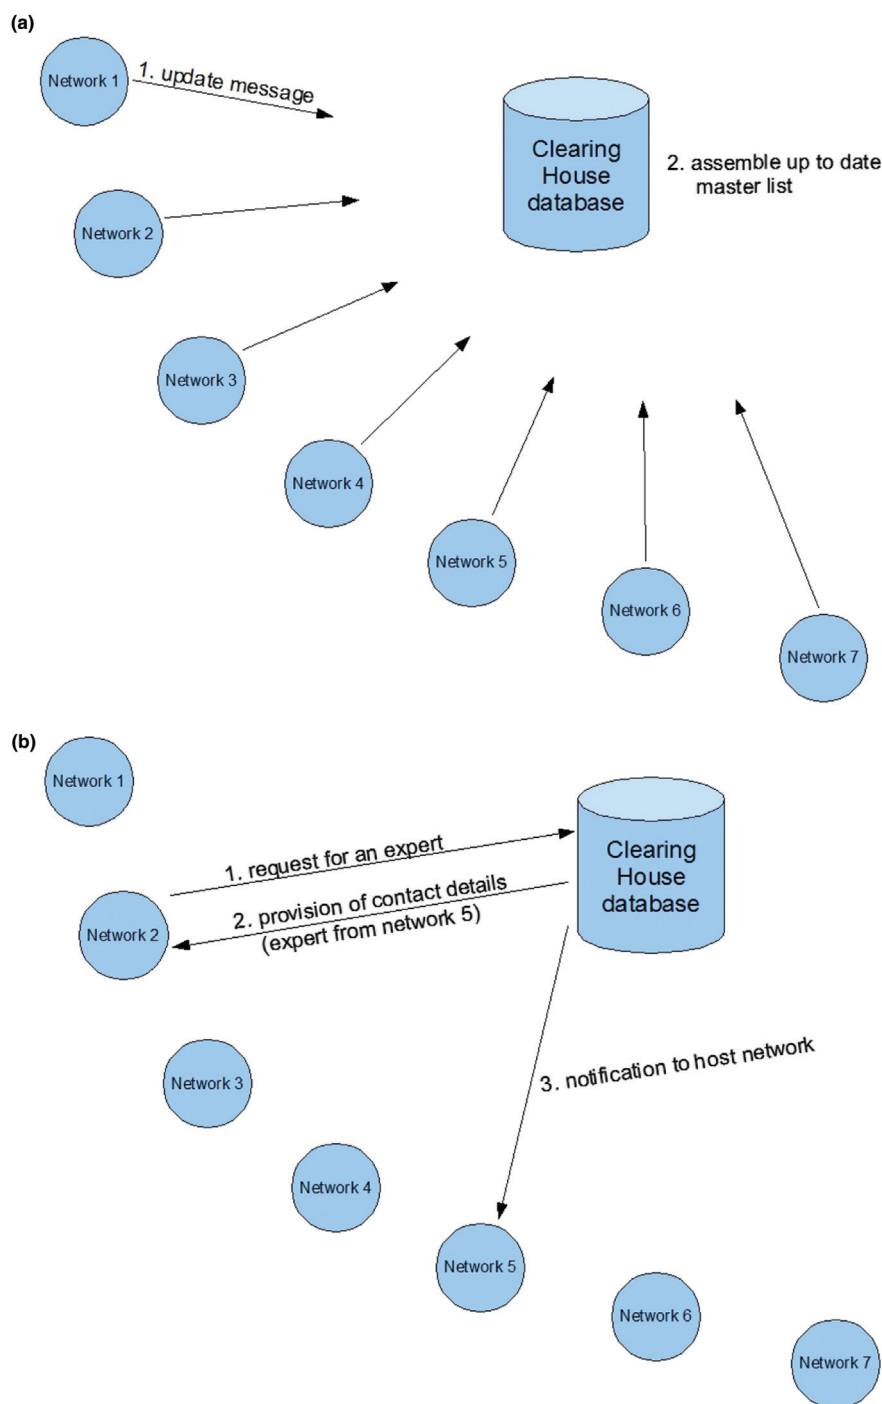 (a)
Network 1
1. update message
Clearing
House
database
2. assemble up to date
master list
Network 2
Network 3
Network 4
Network 5
Network 6
Network 7
(b)
Network 1
1. request for an expert
Clearing
House
database
2. provision of contact details
(expert from network 5)
Network 2
3. notification to host network
Network 3
Network 4
Network 5
Network 6
Network 7